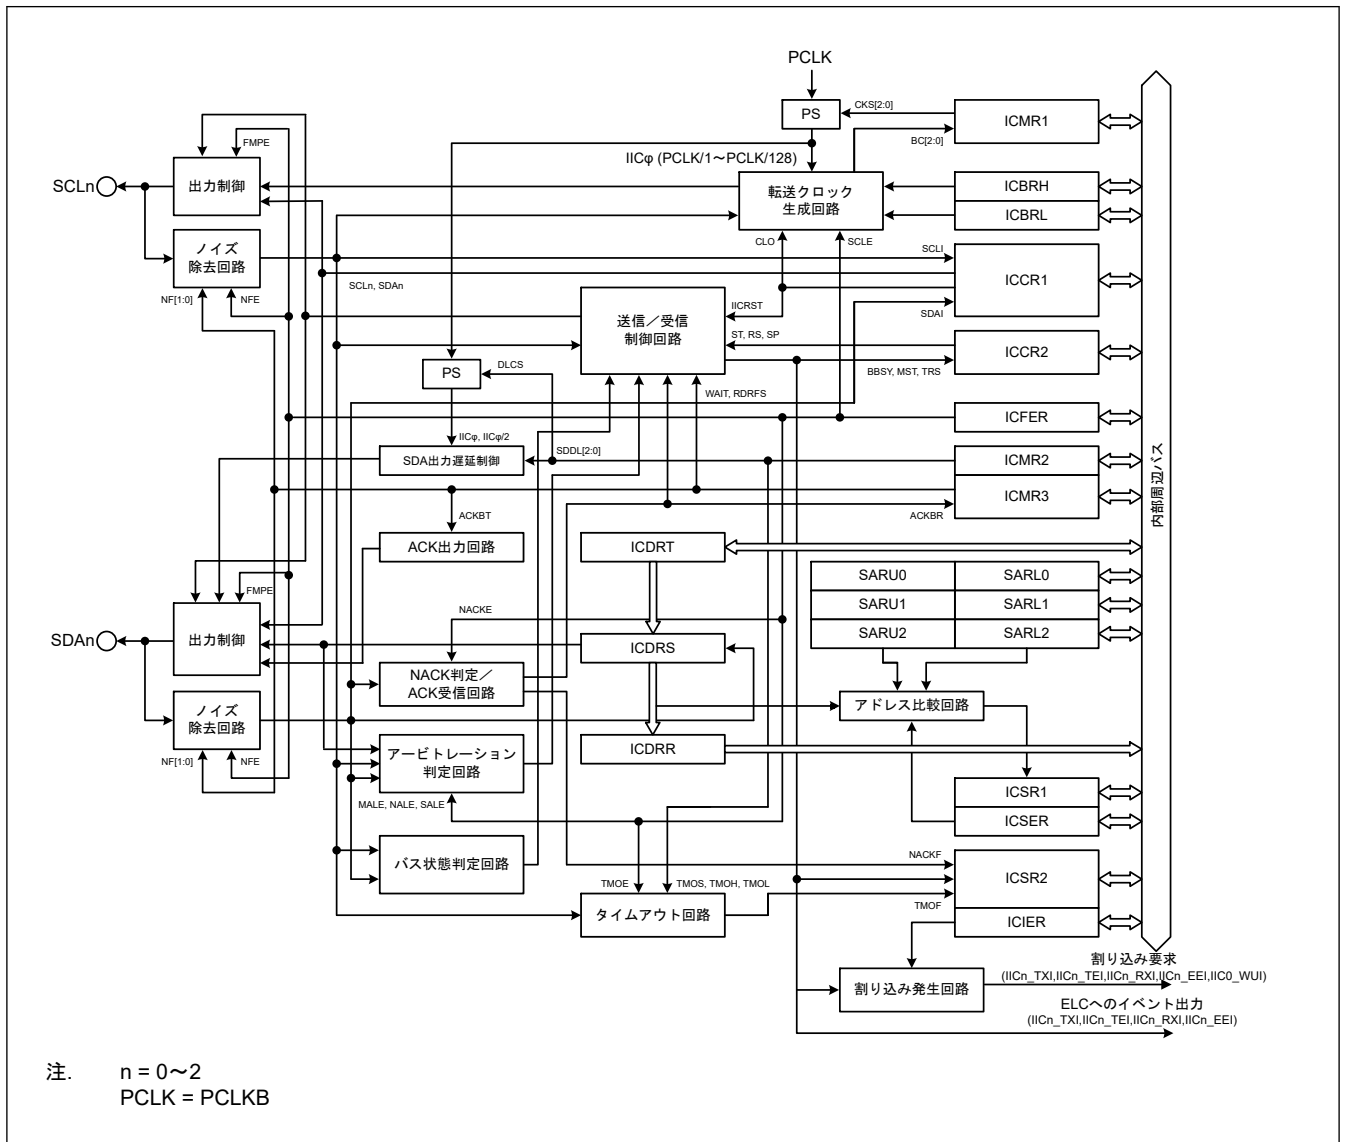 PCLK
PS
CKS[2:0]
BC[2:0]
ICMR1
IICφ (PCLK/1～PCLK/128)
FMPE
SCLn
出力制御
転送クロック
生成回路
ICBRH
ICBRL
ノイズ
除去回路
CLO
SCLE
SCLI
ICCR1
SCLn, SDAn
NF[1:0]
NFE
IICRST
SDAI
送信／受信
制御回路
ST, RS, SP
ICCR2
BBSY, MST, TRS
PS
DLCS
WAIT, RDRFS
ICFER
IICφ, IICφ/2
SDDL[2:0]
SDA出力遅延制御
ICMR2
ICMR3
ACKBT
ACKBR
ACK出力回路
ICDRT
内部周辺バス
SARU0
SARL0
SARU1
SARL1
SARU2
SARL2
FMPE
NACKE
SDAn
出力制御
ICDRS
NACK判定／
ACK受信回路
アドレス比較回路
ノイズ
除去回路
NF[1:0]
NFE
アービトレーション
判定回路
ICDRR
MALE, NALE, SALE
ICSR1
ICSER
バス状態判定回路
NACKF
ICSR2
TMOE
TMOS, TMOH, TMOL
TMOF
タイムアウト回路
ICIER
割り込み要求
(IICn_TXI,IICn_TEI,IICn_RXI,IICn_EEI,IIC0_WUI)
割り込み発生回路
ELCへのイベント出力
(IICn_TXI,IICn_TEI,IICn_RXI,IICn_EEI)
注. n = 0～2
PCLK = PCLKB